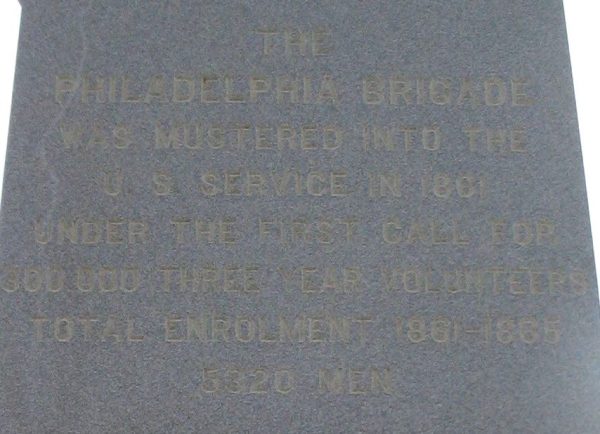 THE
PHILADELPHIA BRIGADE
WAS MUSTERED INTO THE
U. S. SERVICE IN 1861
UNDER THE FIRST CALL FOR
300,000 THREE YEAR VOLUNTEERS
TOTAL ENROLMENT 1861-1865
5320 MEN